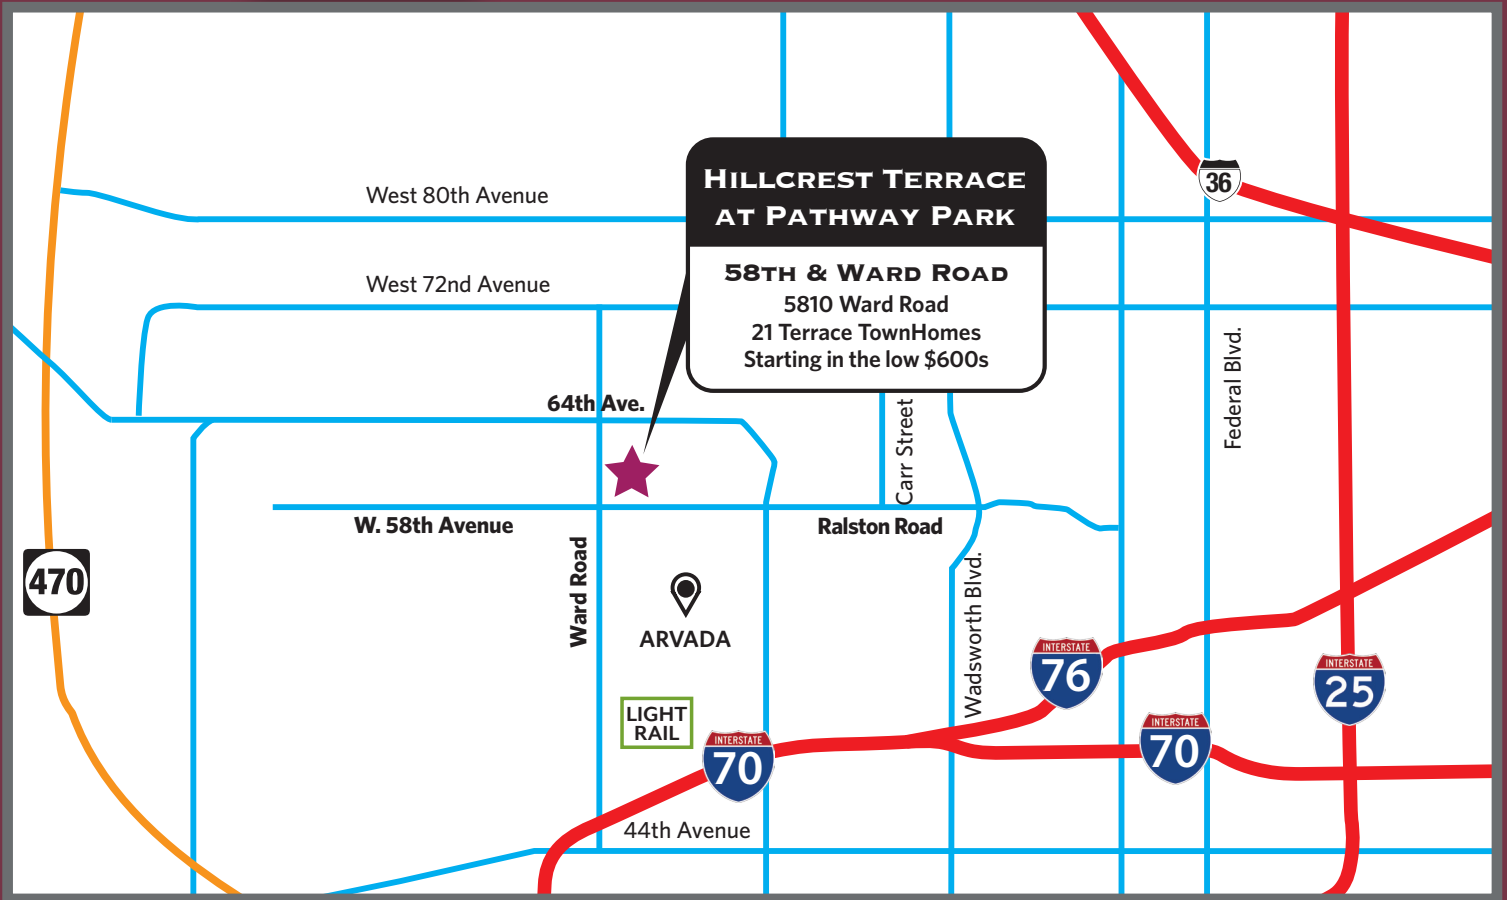 36
HILLCREST TERRACE
AT PATHWAY PARK
West 80th Avenue
58TH & WARD ROAD
5810 Ward Road
21 Terrace TownHomes
Starting in the low $600s
West 72nd Avenue
64th Ave.
Carr Street
Federal Blvd.
W. 58th Avenue
Ralston Road
470
Ward Road
ARVADA
Wadsworth Blvd.
INTERSTATE
76
INTERSTATE
25
LIGHT
RAIL
INTERSTATE
70
INTERSTATE
70
44th Avenue